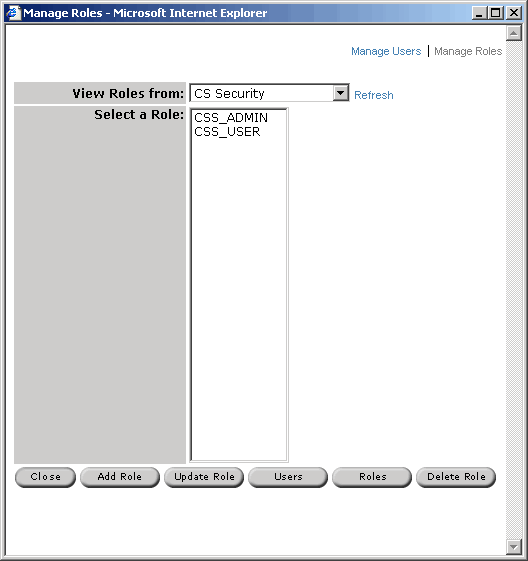 Manage Roles - Microsoft Internet Explorer
Manage Users | Manage Roles
View Roles from: CS Security Refresh
Select a Role: CSS_ADMIN
CSS_USER
Close Add Role Update Role Users Roles Delete Role